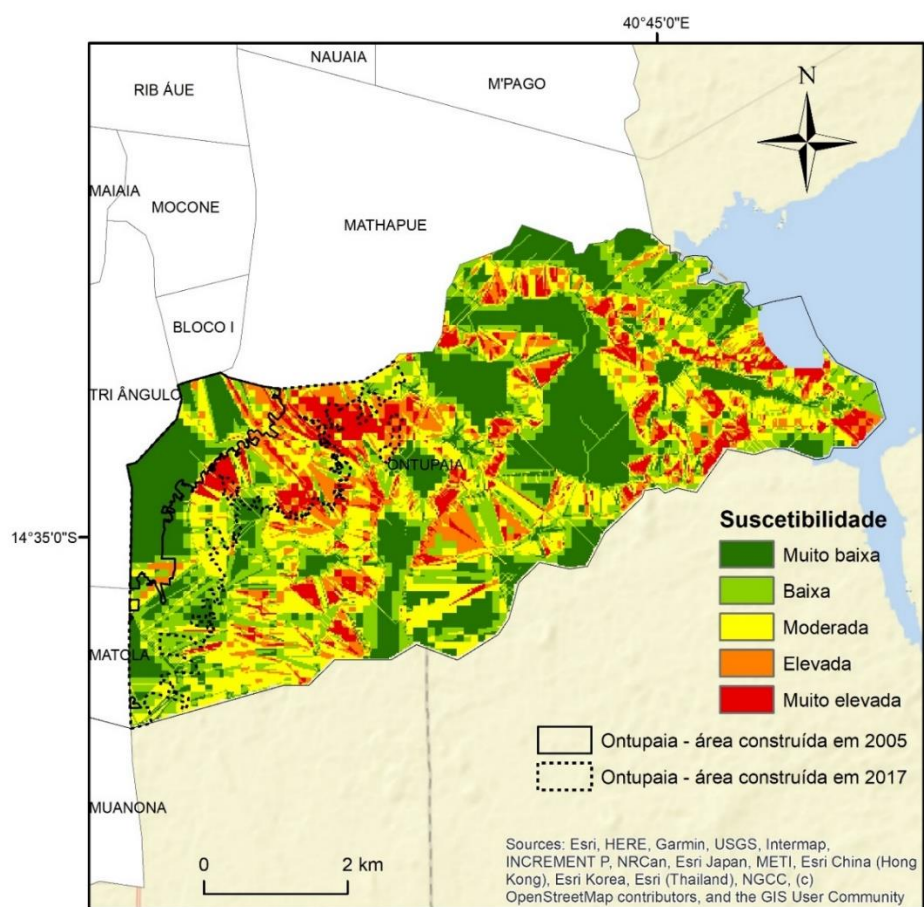 40°45'0"E
NAUAIA
RIB ÁUE
M'PAGO
N
MAIAIA
MOCONE
MATHAPUE
BLOCO I
TRI ÂNGULO
ONTUPAIA
14°35'0"S
Suscetibilidade
Muito baixa
Baixa
Moderada
Elevada
Muito elevada
MATOLA
Ontupaia - área construída em 2005
Ontupaia - área construída em 2017
MUANONA
0 2 km
Sources: Esri, HERE, Garmin, USGS, Intermap,
INCREMENT P, NRCan, Esri Japan, METI, Esri China (Hong
Kong), Esri Korea, Esri (Thailand), NGCC, (c)
OpenStreetMap contributors, and the GIS User Community